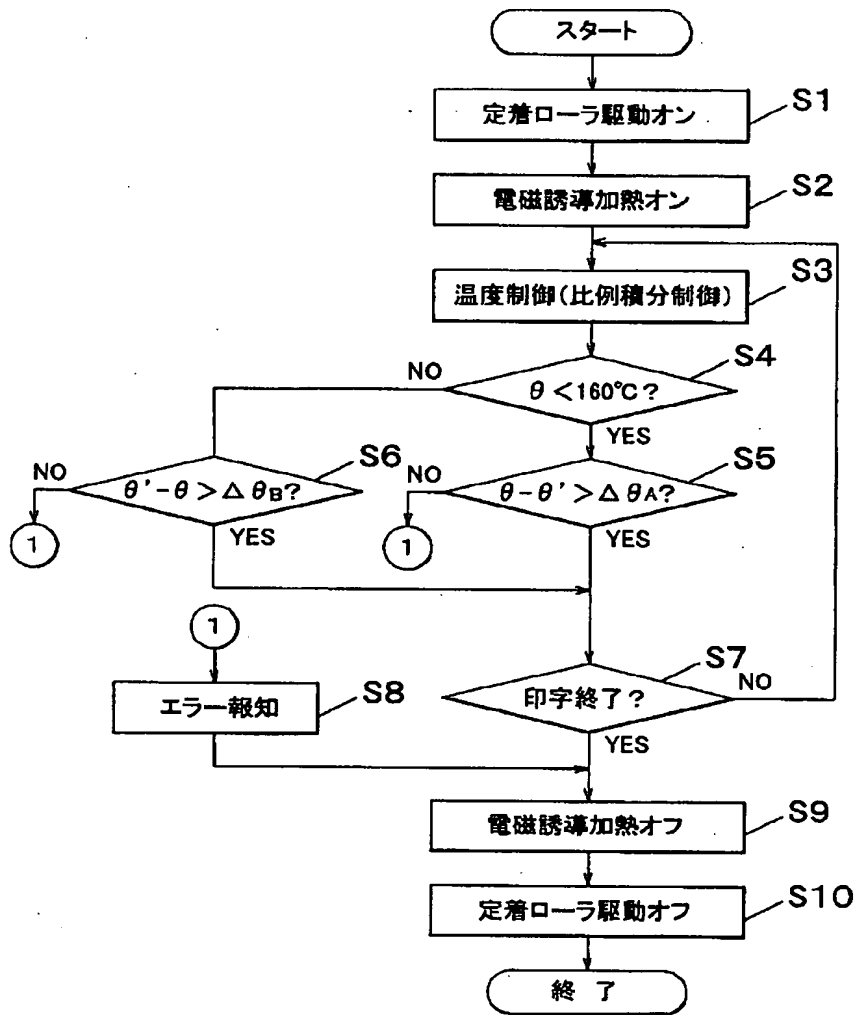 スタート
定着ローラ駆動オン
S1
電磁誘導加熱オン
S2
温度制御(比例積分制御)
S3
θ<160℃?
S4
NO
YES
θ'-θ>△θB?
S6
NO
YES
θ-θ'>△θA?
S5
NO
YES
1
1
1
エラー報知
S8
印字終了?
S7
NO
YES
電磁誘導加熱オフ
S9
定着ローラ駆動オフ
S10
終 了